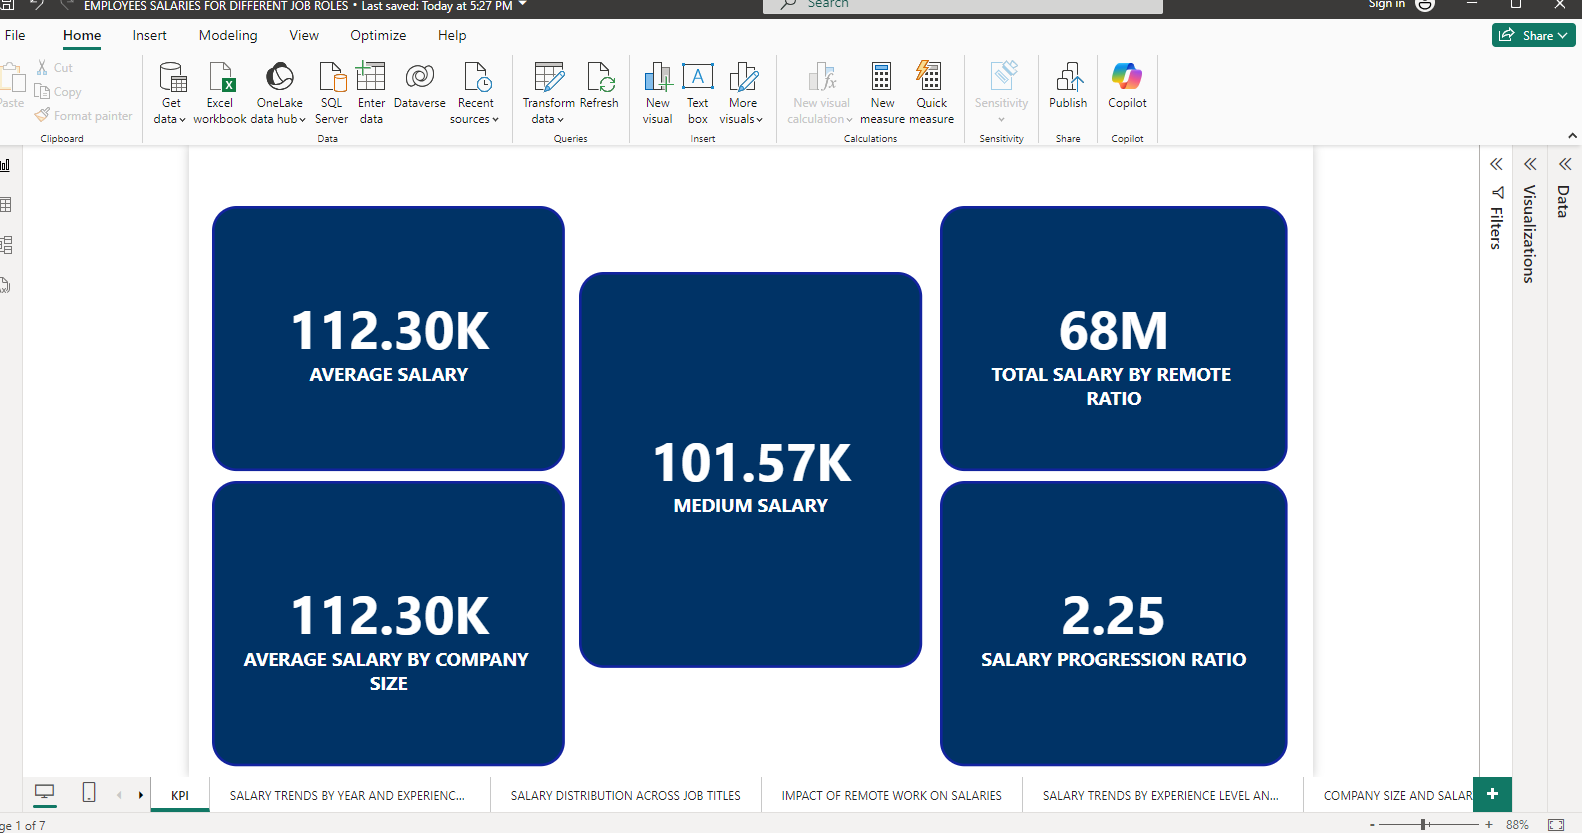 EMPLOYEES SALARIES FOR DIFFERENT JOB ROLES • Last saved: Today at 5:27 PM
Search
Sign in
File
Home
Insert
Modeling
View
Optimize
Help
Share
Paste
Cut
Copy
Format painter
Get data
Excel workbook
OneLake data hub
SQL Server
Enter data
Dataverse
Recent sources
Transform data
Refresh
New visual
Text box
More visuals
New visual calculation
New measure
Quick measure
Sensitivity
Publish
Copilot
Clipboard
Data
Queries
Insert
Calculations
Sensitivity
Share
Copilot
112.30K
AVERAGE SALARY
112.30K
AVERAGE SALARY BY COMPANY
SIZE
101.57K
MEDIUM SALARY
68M
TOTAL SALARY BY REMOTE
RATIO
2.25
SALARY PROGRESSION RATIO
Filters
Visualizations
Data
KPI
SALARY TRENDS BY YEAR AND EXPERIENC...
SALARY DISTRIBUTION ACROSS JOB TITLES
IMPACT OF REMOTE WORK ON SALARIES
SALARY TRENDS BY EXPERIENCE LEVEL AN...
COMPANY SIZE AND SALAR
ge 1 of 7
88%